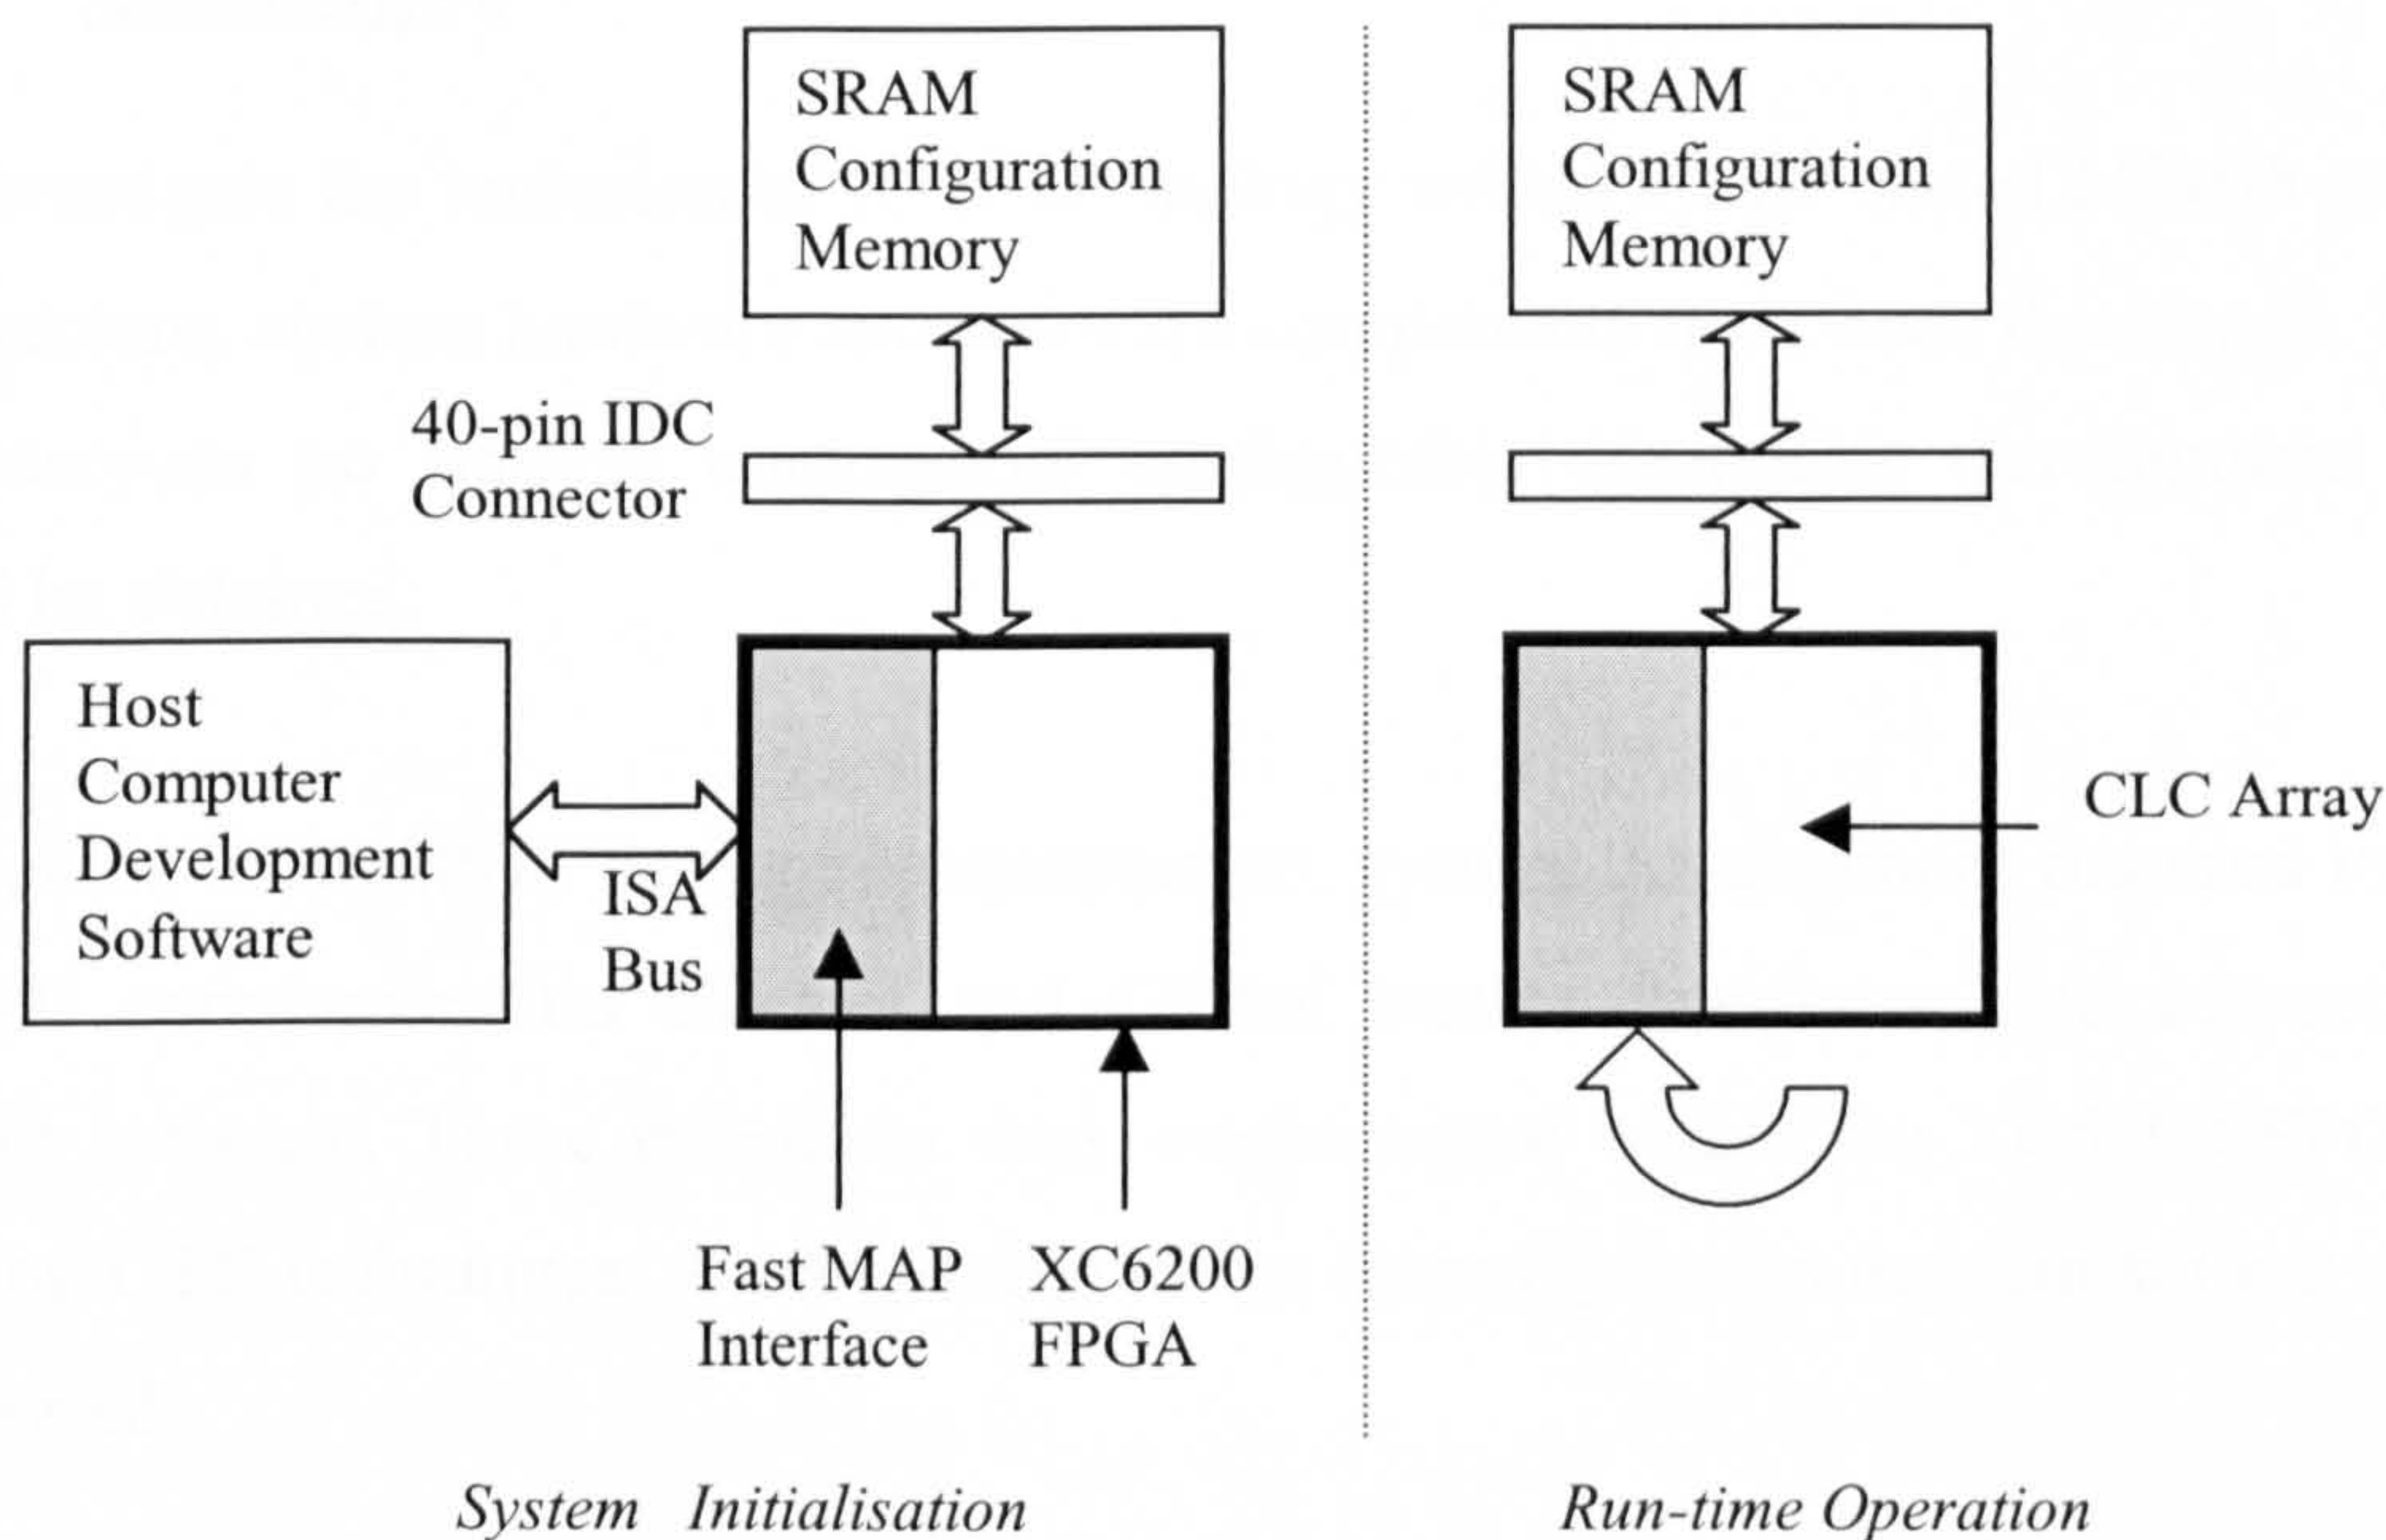 SRAM
Configuration
Memory
SRAM
Configuration
Memory
40-pin IDC
Connector
Host
Computer
Development
Software
ISA
Bus
CLC Array
Fast MAP
Interface
XC6200
FPGA
System Initialisation
Run-time Operation